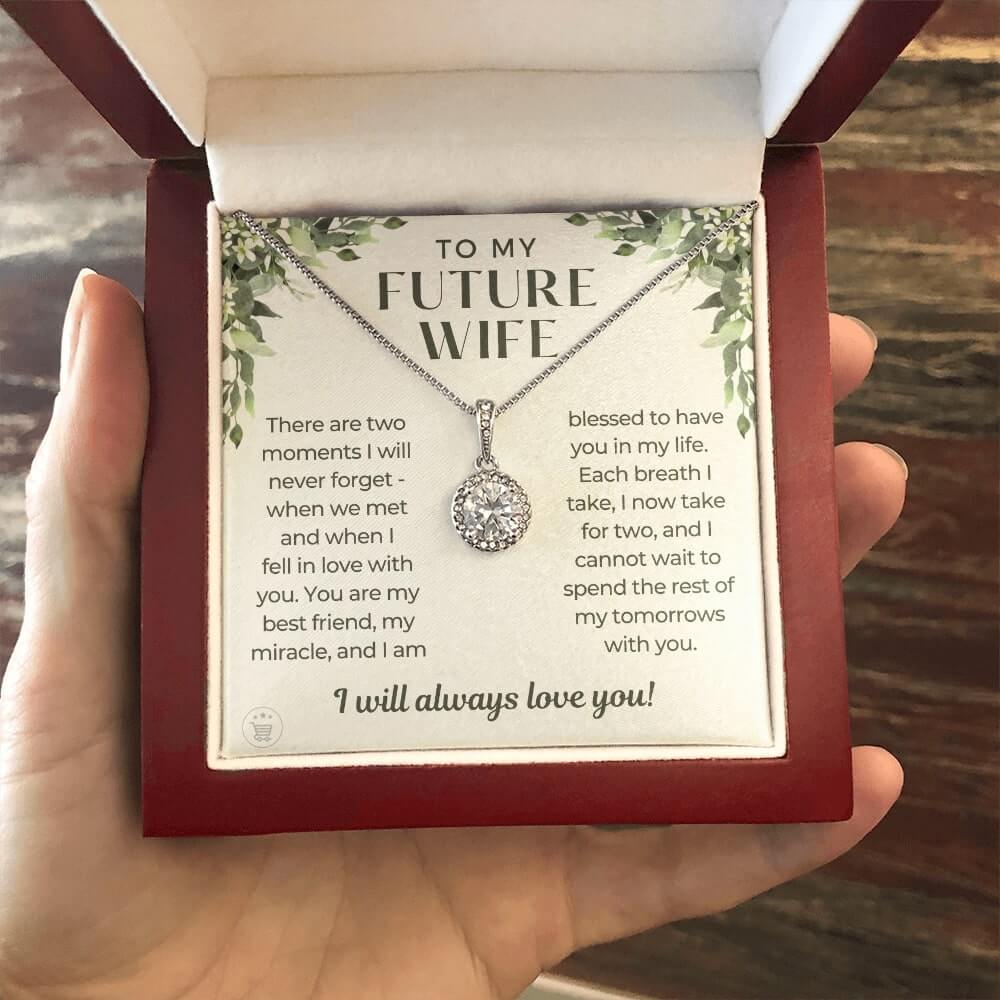 TO MY
FUTURE
WIFE
There are two
moments I will
never forget -
when we met
and when I
fell in love with
you. You are my
best friend, my
miracle, and I am
blessed to have
you in my life.
Each breath I
take, I now take
for two, and I
cannot wait to
spend the rest of
my tomorrows
with you.
I will always love you!